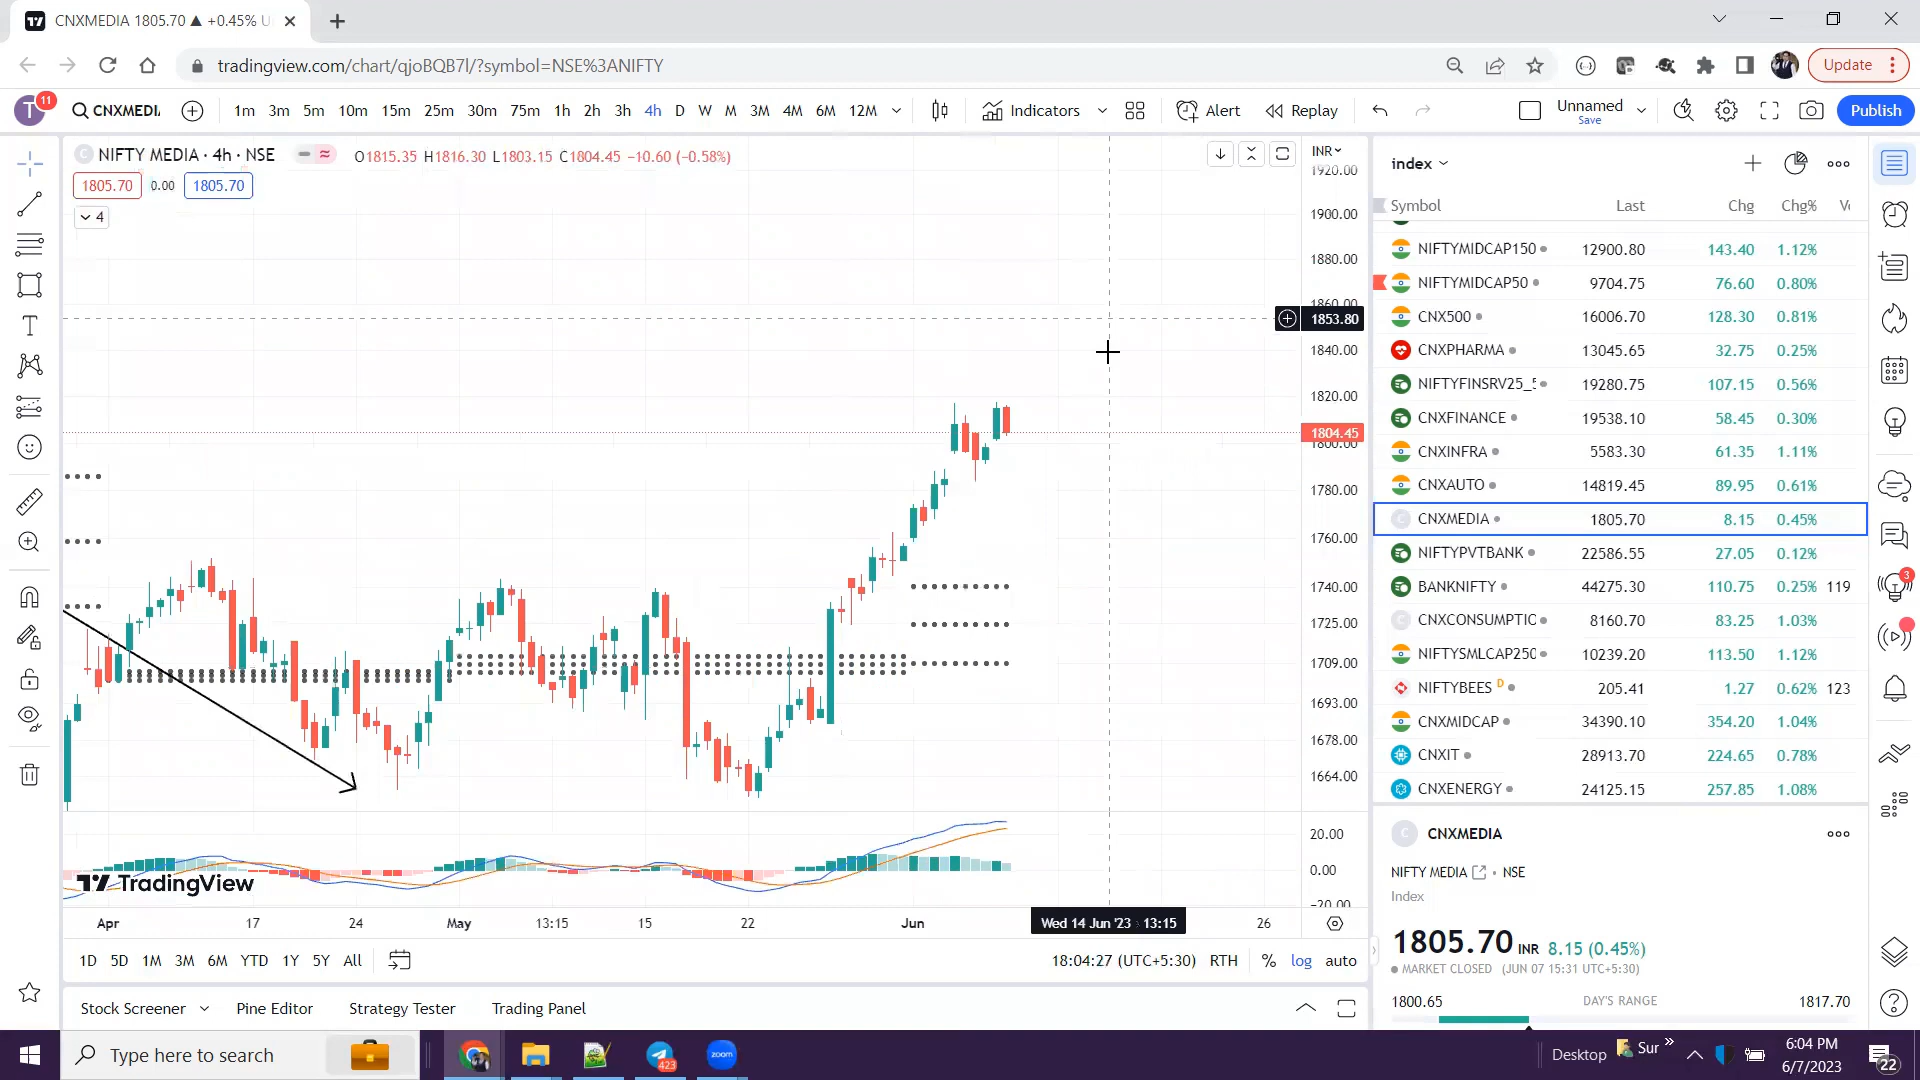 CNXMEDIA 1805.70 ▲ +0.45%
tradingview.com/chart/qjoBQB7l/?symbol=NSE%3ANIFTY
Update
T 11 CNXMEDI 1m 3m 5m 10m 15m 25m 30m 75m 1h 2h 3h 4h D W M 3M 4M 6M 12M Indicators Alert Replay Unnamed Save Publish
C NIFTY MEDIA · 4h · NSE O1815.35 H1816.30 L1803.15 C1804.45 −10.60 (−0.58%)
1805.70 0.00 1805.70
4
INR
1920.00
1900.00
1880.00
1860.00
1853.80
1840.00
1820.00
1804.45
1800.00
1780.00
1760.00
1740.00
1725.00
1709.00
1693.00
1678.00
1664.00
20.00
0.00
−20.00
TradingView
Apr 17 24 May 13:15 15 22 Jun Wed 14 Jun '23 13:15 26
1D 5D 1M 3M 6M YTD 1Y 5Y All 18:04:27 (UTC+5:30) RTH % log auto
Stock Screener Pine Editor Strategy Tester Trading Panel
index
Symbol Last Chg Chg%
NIFTYMIDCAP150 12900.80 143.40 1.12%
NIFTYMIDCAP50 9704.75 76.60 0.80%
CNX500 16006.70 128.30 0.81%
CNXPHARMA 13045.65 32.75 0.25%
NIFTYFINSRV25_5 19280.75 107.15 0.56%
CNXFINANCE 19538.10 58.45 0.30%
CNXINFRA 5583.30 61.35 1.11%
CNXAUTO 14819.45 89.95 0.61%
C CNXMEDIA 1805.70 8.15 0.45%
NIFTYPVTBANK 22586.55 27.05 0.12%
BANKNIFTY 44275.30 110.75 0.25% 119
C CNXCONSUMPTIO 8160.70 83.25 1.03%
NIFTYSMLCAP250 10239.20 113.50 1.12%
NIFTYBEES D 205.41 1.27 0.62% 123
CNXMIDCAP 34390.10 354.20 1.04%
CNXIT 28913.70 224.65 0.78%
CNXENERGY 24125.15 257.85 1.08%
C CNXMEDIA
NIFTY MEDIA · NSE
Index
1805.70 INR 8.15 (0.45%)
MARKET CLOSED (JUN 07 15:31 UTC+5:30)
1800.65 DAY'S RANGE 1817.70
3
Type here to search
423
zoom
Desktop Sur
6:04 PM
6/7/2023
22